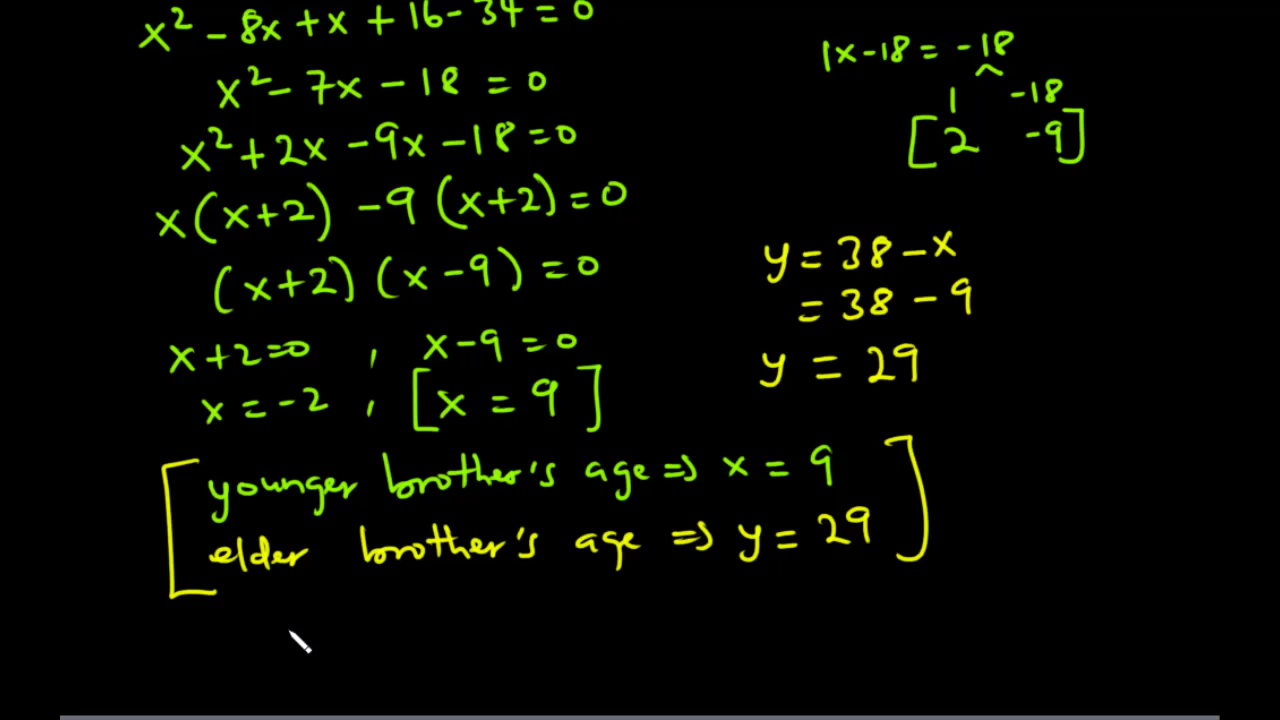 x² - 8x + x + 16 - 34 = 0
x² - 7x - 18 = 0
x² + 2x - 9x - 18 = 0
x(x+2) - 9(x+2) = 0
(x+2)(x-9) = 0
x+2=0 , x-9=0
x = -2 , [x = 9]
1x-18 = -18
1 -18
[2 -9]
y = 38 - x
= 38 - 9
y = 29
[younger brother's age ⇒ x = 9
elder brother's age ⇒ y = 29]